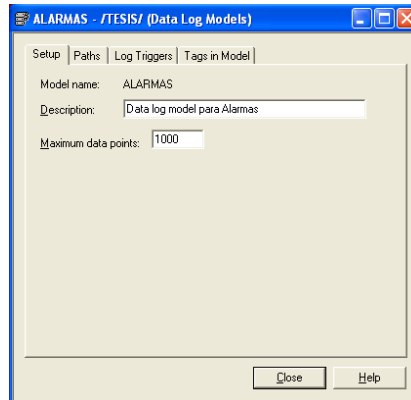 ALARMAS - /TESIS/ (Data Log Models)
Setup Paths Log Triggers Tags in Model
Model name: ALARMAS
Description: Data log model para Alarmas
Maximum data points: 1000
Close Help